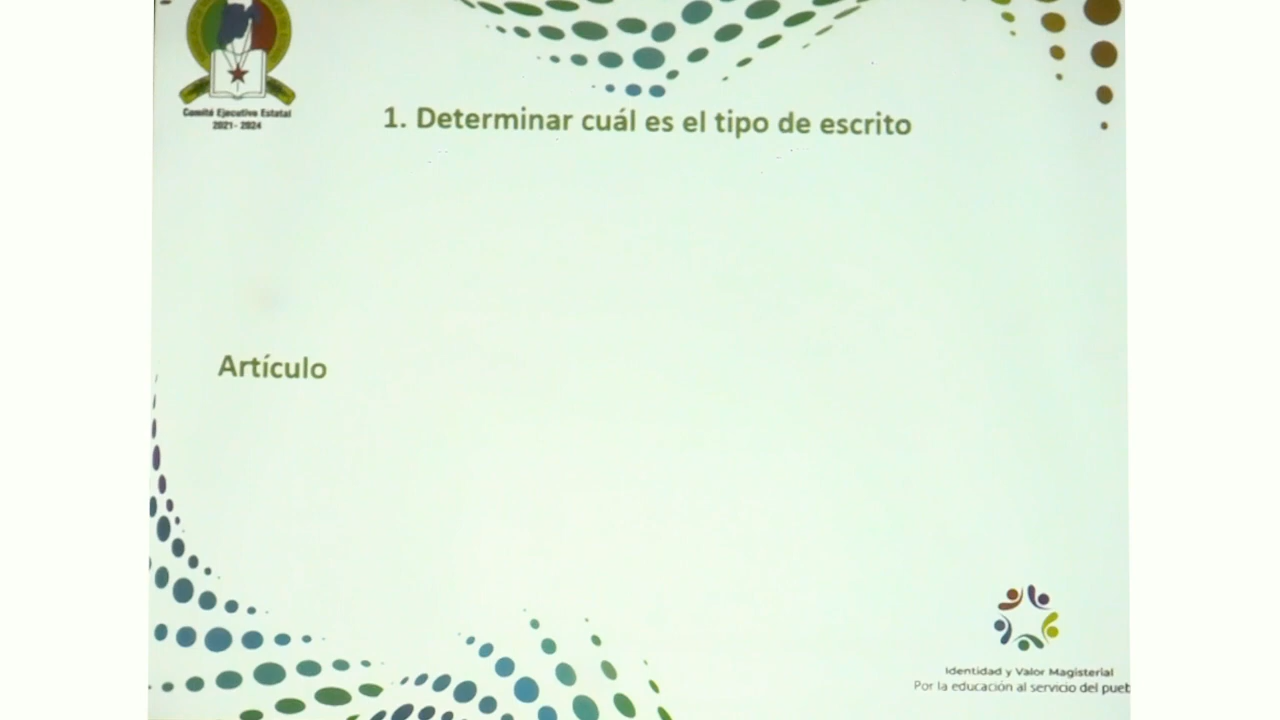 Comité Ejecutivo Estatal
2021- 2024
1. Determinar cuál es el tipo de escrito
Artículo
Identidad y Valor Magisterial
Por la educación al servicio del pueb